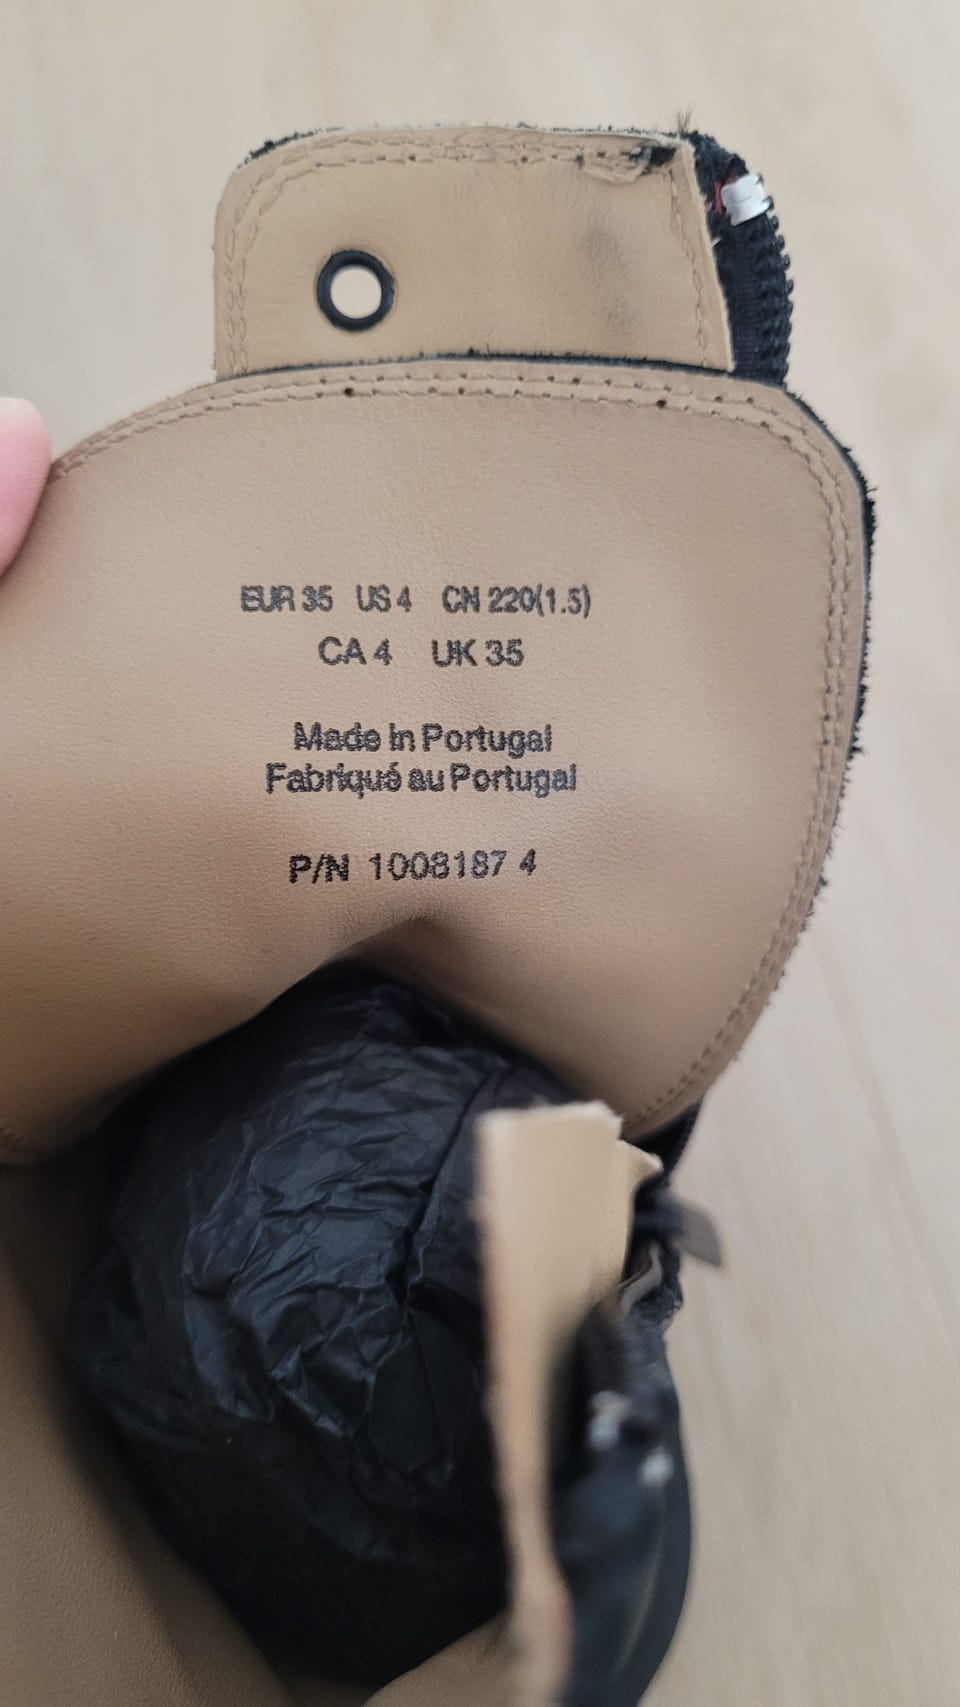 EUR 35 US 4 CN 220(1.5)
CA 4 UK 35
Made in Portugal
Fabriqué au Portugal
P/N 1008187 4